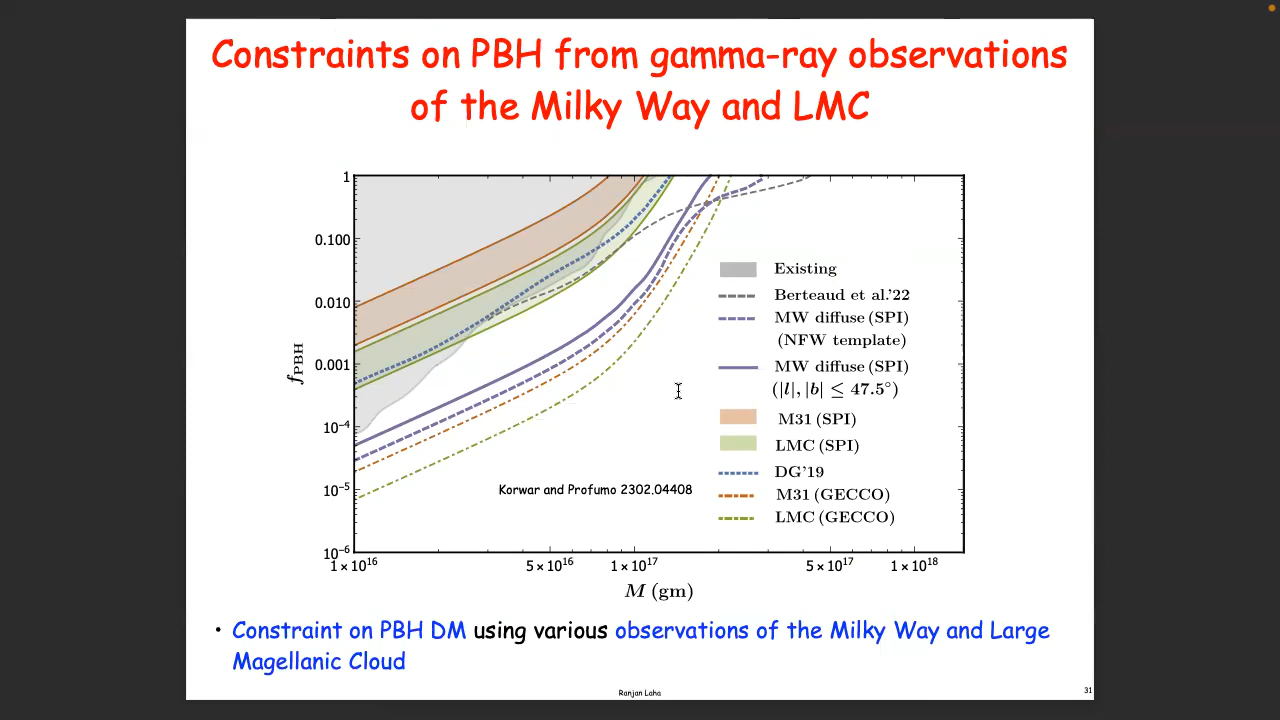 Constraints on PBH from gamma-ray observations
of the Milky Way and LMC
1
0.100
0.010
0.001
10⁻⁴
10⁻⁵
10⁻⁶
f_PBH
1 × 10¹⁶
5 × 10¹⁶
1 × 10¹⁷
5 × 10¹⁷
1 × 10¹⁸
M (gm)
Existing
Berteaud et al.'22
MW diffuse (SPI)
(NFW template)
MW diffuse (SPI)
(|l|, |b| ≤ 47.5°)
M31 (SPI)
LMC (SPI)
DG'19
M31 (GECCO)
LMC (GECCO)
Korwar and Profumo 2302.04408
• Constraint on PBH DM using various observations of the Milky Way and Large
Magellanic Cloud
Ranjan Laha
31